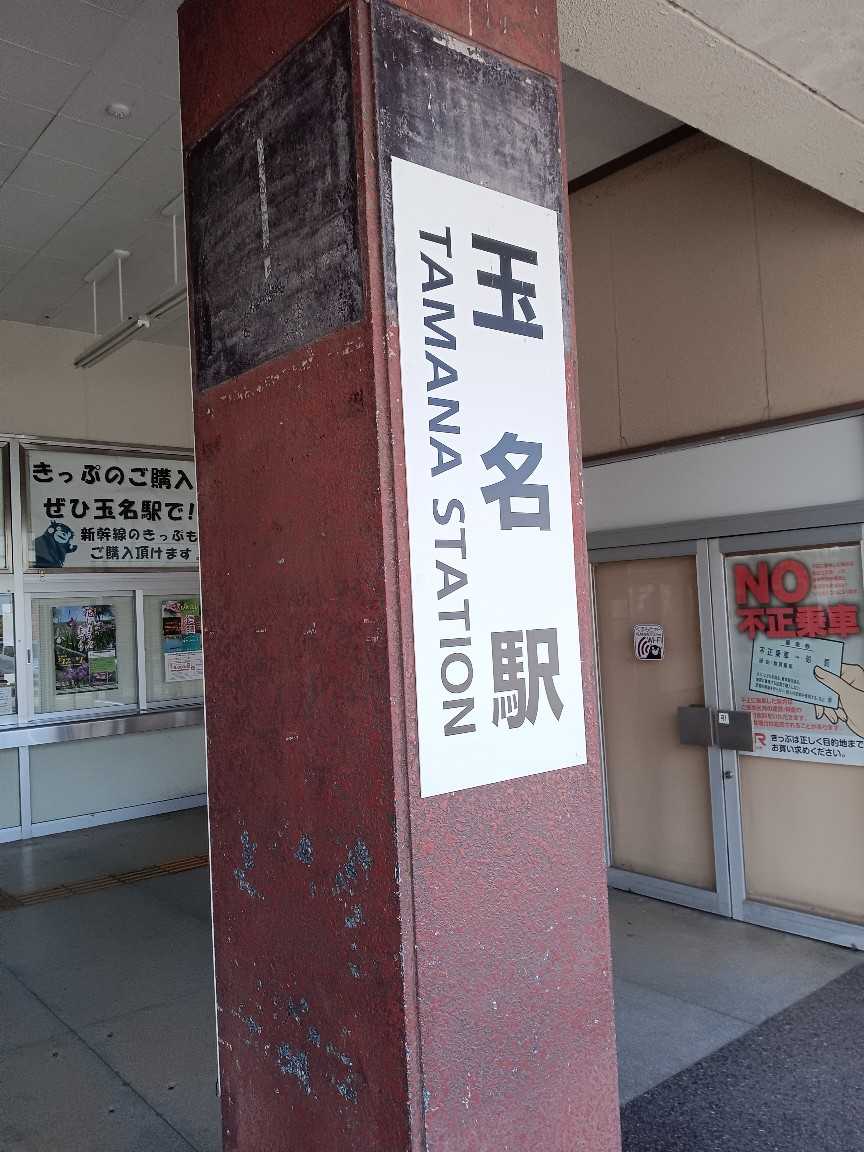 玉名駅
TAMANA STATION
きっぷのご購入
ぜひ玉名駅で!
新幹線のきっぷも
ご購入頂けます
NO
不正乗車
Wi-Fi
引
きっぷは正しく目的地まで
お買い求めください。